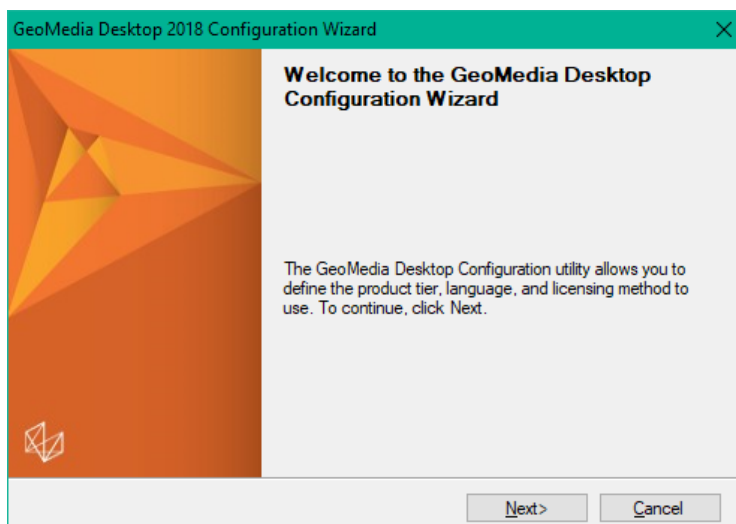 GeoMedia Desktop 2018 Configuration Wizard
Welcome to the GeoMedia Desktop
Configuration Wizard
The GeoMedia Desktop Configuration utility allows you to
define the product tier, language, and licensing method to
use. To continue, click Next.
Next>
Cancel